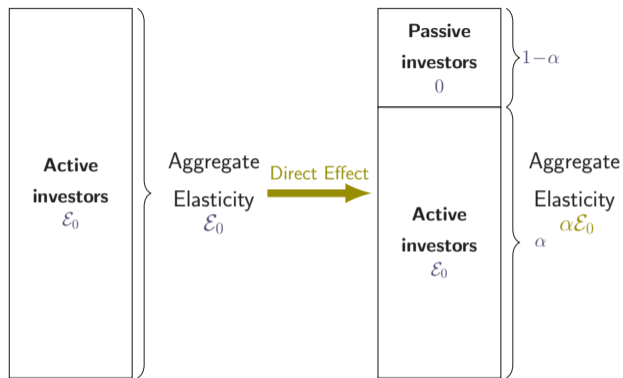 Active
investors
ℰ₀
Aggregate
Elasticity
ℰ₀
Direct Effect
Passive
investors
0
1−α
Active
investors
ℰ₀
α
Aggregate
Elasticity
αℰ₀